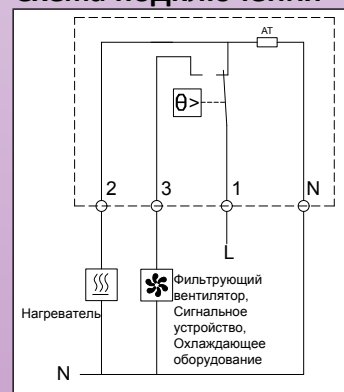 Схема подключения
AT
θ>
2 3 1 N
L
Нагреватель
Фильтрующий
вентилятор,
Сигнальное
устройство,
Охлаждающее
оборудование
N